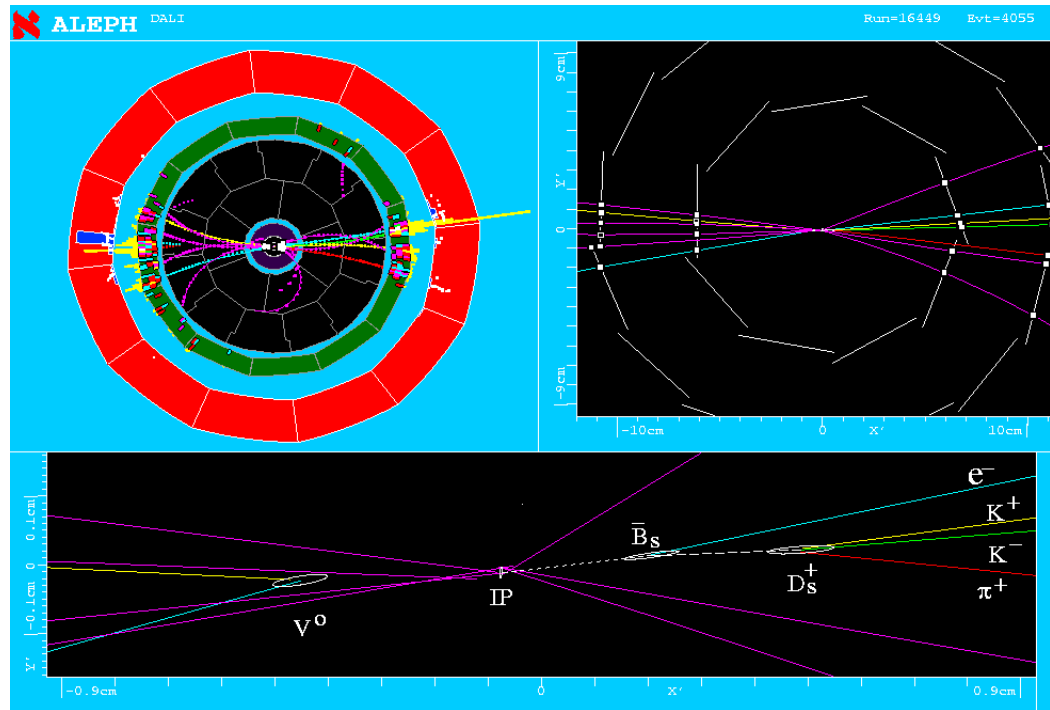 ALEPH DALI Run=16449 Evt=4055
9cm|
Y'
0
|-9cm
|-10cm 0 X' 10cm|
0.1cm|
0
|-0.1cm
Y'
e⁻
K⁺
B̅s
K⁻
Ds⁺
π⁺
IP
V⁰
|-0.9cm 0 X' 0.9cm|